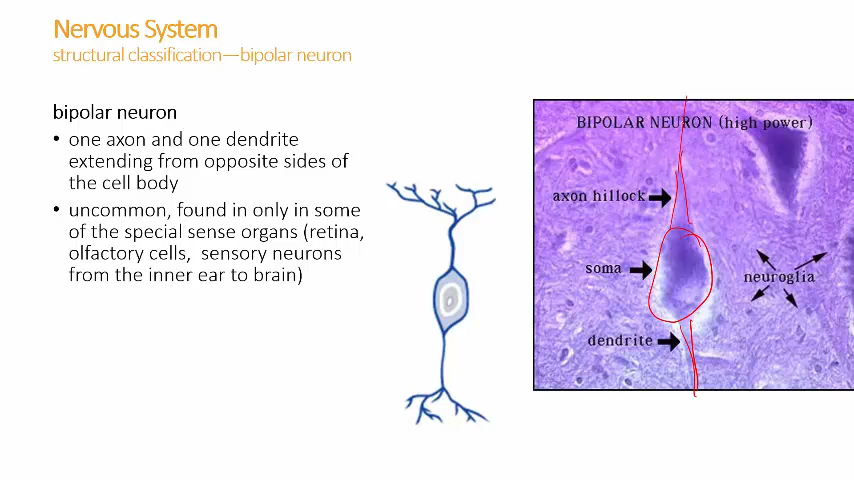 Nervous System
structural classification—bipolar neuron
bipolar neuron
• one axon and one dendrite
extending from opposite sides of
the cell body
• uncommon, found in only in some
of the special sense organs (retina,
olfactory cells, sensory neurons
from the inner ear to brain)
BIPOLAR NEURON (high power)
axon hillock
soma
neuroglia
dendrite